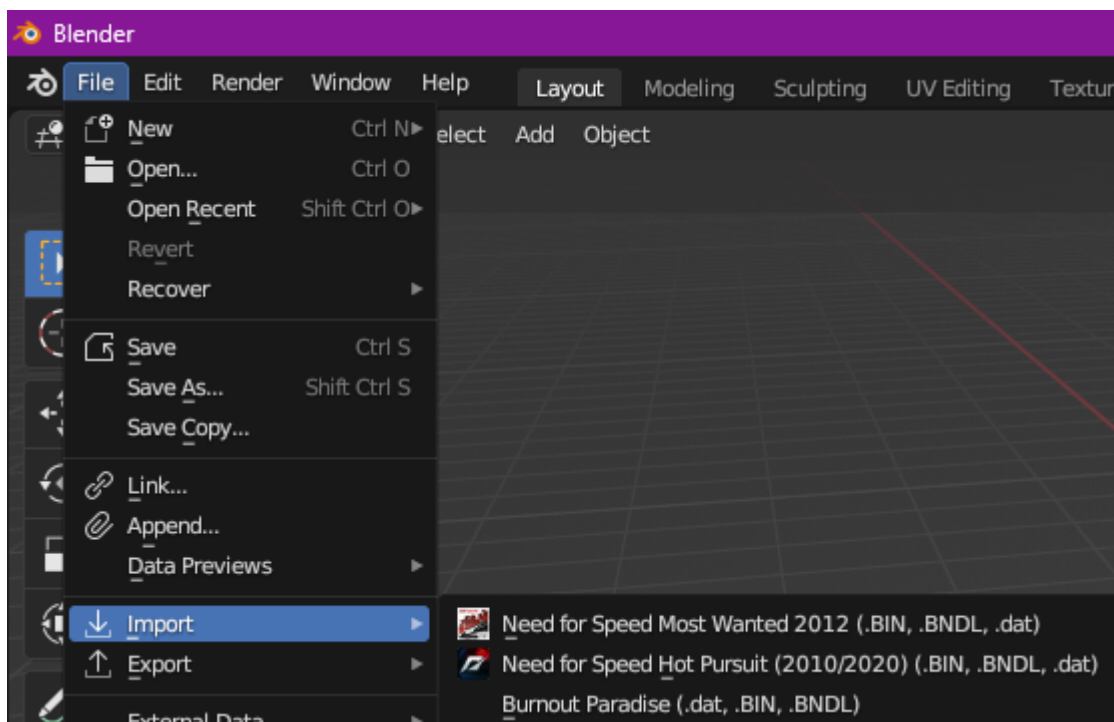 Blender
File Edit Render Window Help Layout Modeling Sculpting UV Editing Textur
New Ctrl N
elect Add Object
Open... Ctrl O
Open Recent Shift Ctrl O
Revert
Recover
Save Ctrl S
Save As... Shift Ctrl S
Save Copy...
Link...
Append...
Data Previews
Import
Need for Speed Most Wanted 2012 (.BIN, .BNDL, .dat)
Export
Need for Speed Hot Pursuit (2010/2020) (.BIN, .BNDL, .dat)
External Data
Burnout Paradise (.dat, .BIN, .BNDL)